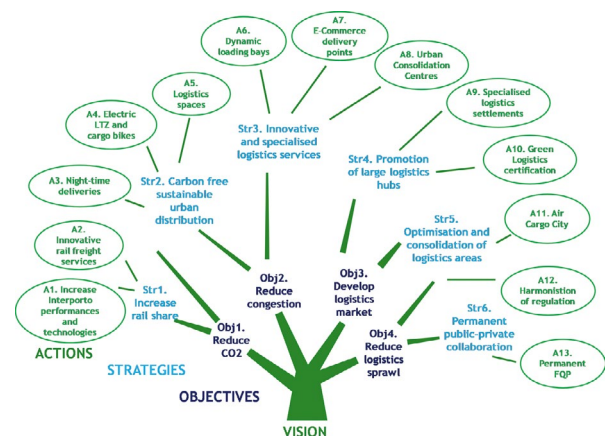 A6.
Dynamic
loading bays
A7.
E-Commerce
delivery
points
A8. Urban
Consolidation
Centres
A5.
Logistics
spaces
A9. Specialised
logistics
settlements
A4. Electric
LTZ and
cargo bikes
Str3. Innovative
and specialised
logistics services
Str4. Promotion
of large logistics
hubs
A10. Green
Logistics
certification
A3. Night-time
deliveries
Str2. Carbon free
sustainable
urban
distribution
A11. Air
Cargo City
A2.
Innovative
rail freight
services
Str5.
Optimisation and
consolidation of
logistics areas
Obj2.
Reduce
congestion
Obj3.
Develop
logistics
market
A12.
Harmonistion
of regulation
A1. Increase
Interporto
performances
and
technologies
Str1.
Increase
rail share
Obj1.
Reduce
CO2
Obj4.
Reduce
logistics
sprawl
Str6.
Permanent
public-private
collaboration
A13.
Permanent
FQP
ACTIONS
STRATEGIES
OBJECTIVES
VISION